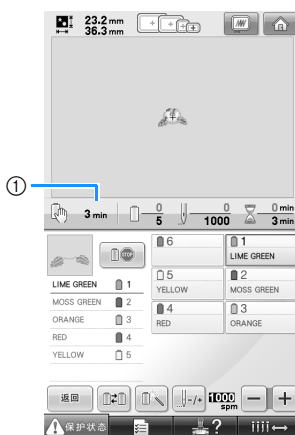 23.2 mm
36.3 mm
①
3 min
0
5
0
1000
0 min
3 min
LIME GREEN 1
MOSS GREEN 2
ORANGE 3
RED 4
YELLOW 5
STOP
6
1
LIME GREEN
5
YELLOW
2
MOSS GREEN
4
RED
3
ORANGE
返回
-/+
1000
spm
− +
保护状态
?